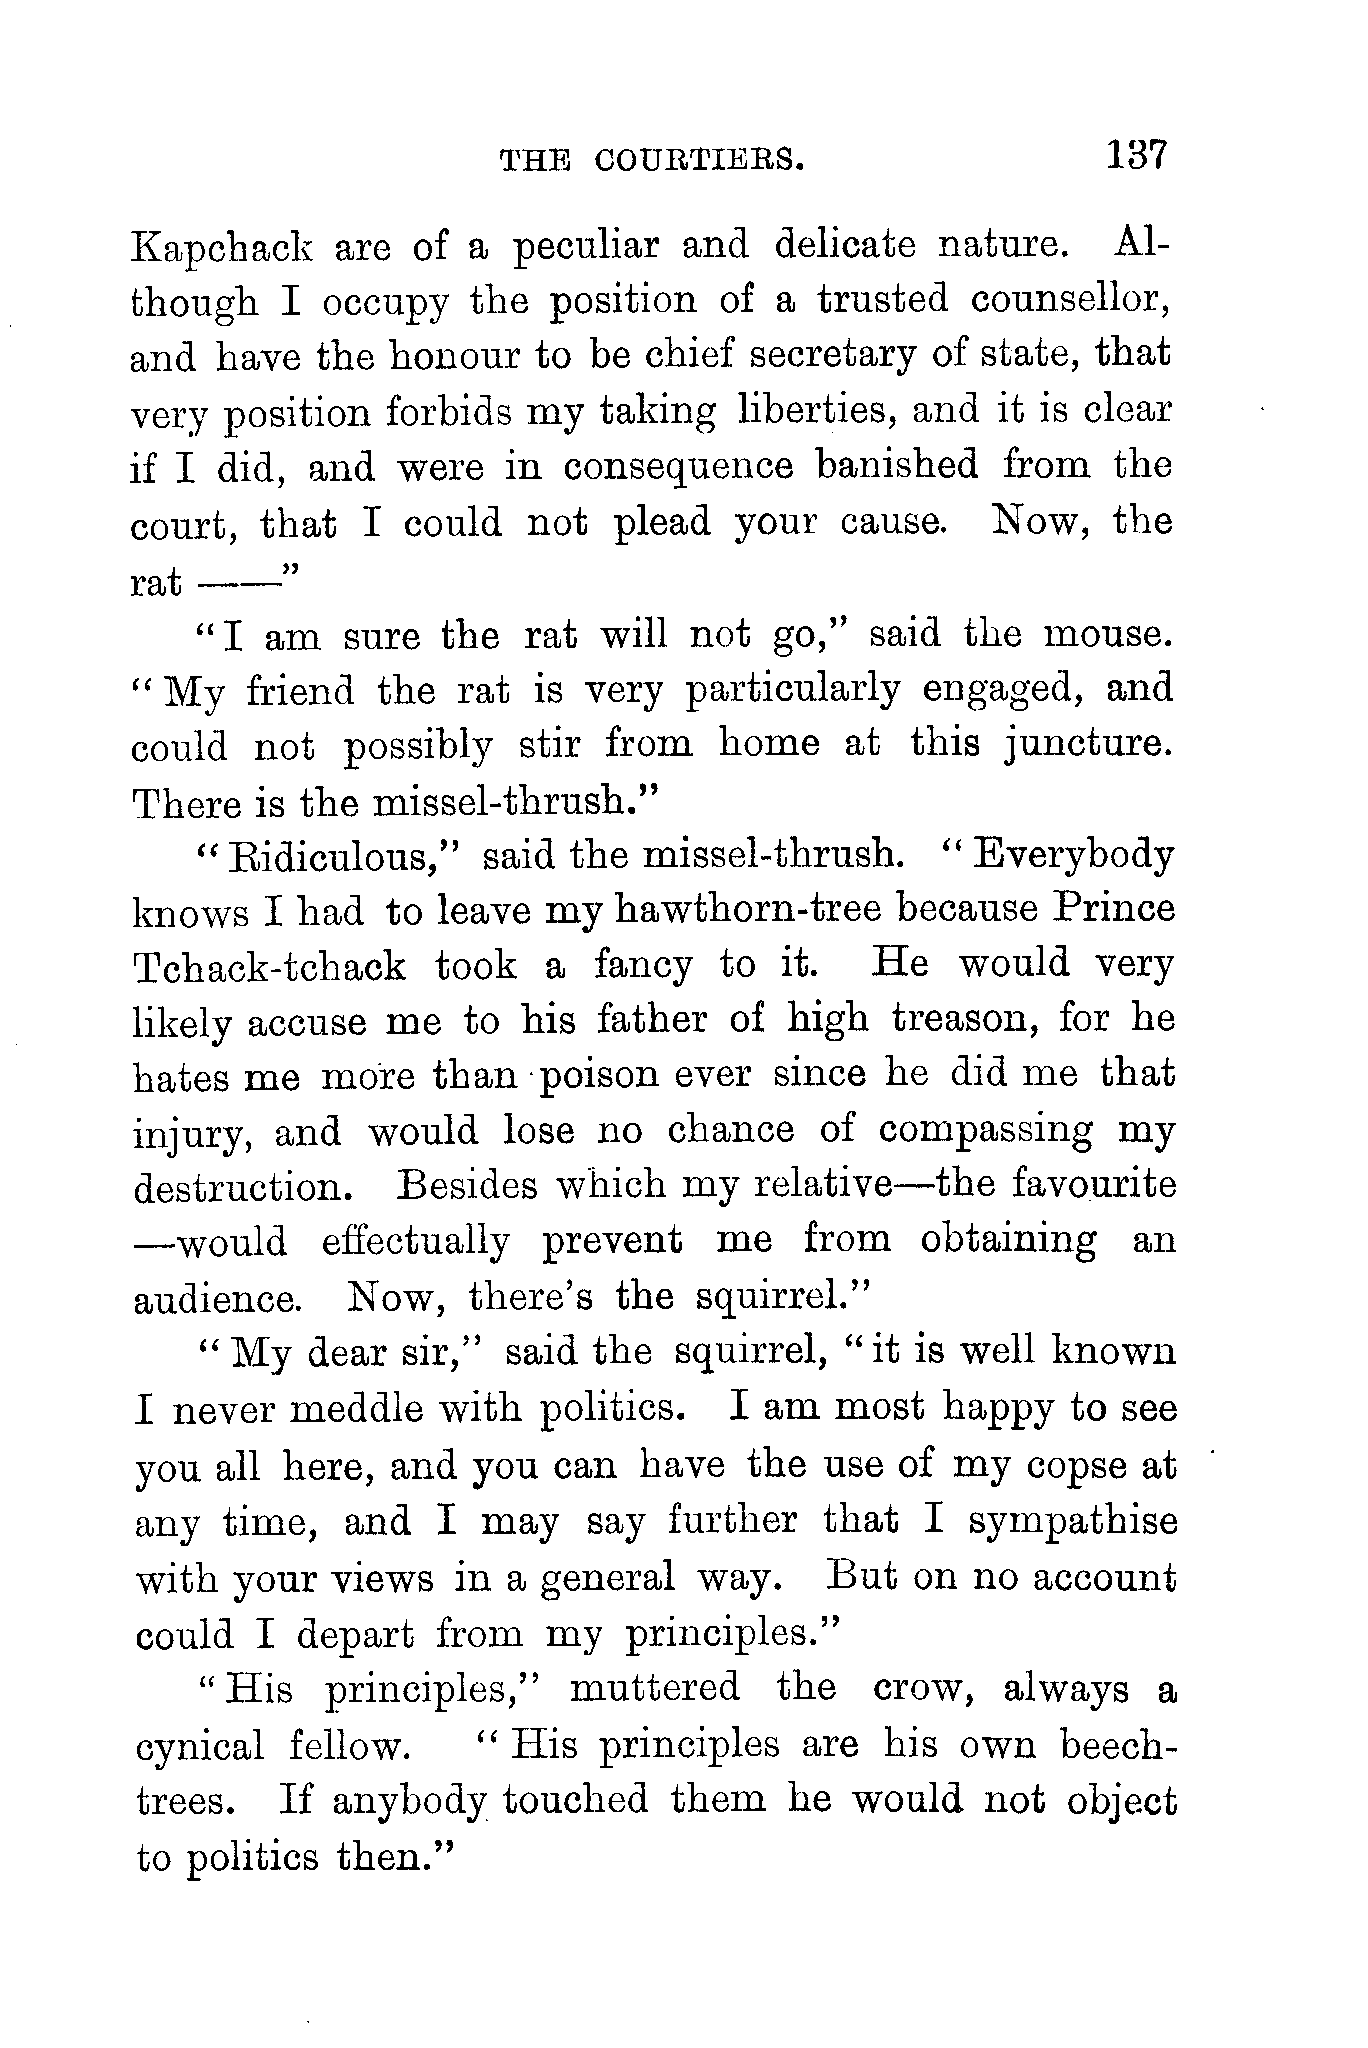 THE COURTIERS. 137
Kapchack are of a peculiar and delicate nature. Al-
though I occupy the position of a trusted counsellor,
and have the honour to be chief secretary of state, that
very position forbids my taking liberties, and it is clear
if I did, and were in consequence banished from the
court, that I could not plead your cause. Now, the
rat ——"
"I am sure the rat will not go," said the mouse.
"My friend the rat is very particularly engaged, and
could not possibly stir from home at this juncture.
There is the missel-thrush."
"Ridiculous," said the missel-thrush. "Everybody
knows I had to leave my hawthorn-tree because Prince
Tchack-tchack took a fancy to it. He would very
likely accuse me to his father of high treason, for he
hates me more than poison ever since he did me that
injury, and would lose no chance of compassing my
destruction. Besides which my relative—the favourite
—would effectually prevent me from obtaining an
audience. Now, there's the squirrel."
"My dear sir," said the squirrel, "it is well known
I never meddle with politics. I am most happy to see
you all here, and you can have the use of my copse at
any time, and I may say further that I sympathise
with your views in a general way. But on no account
could I depart from my principles."
"His principles," muttered the crow, always a
cynical fellow. "His principles are his own beech-
trees. If anybody touched them he would not object
to politics then."